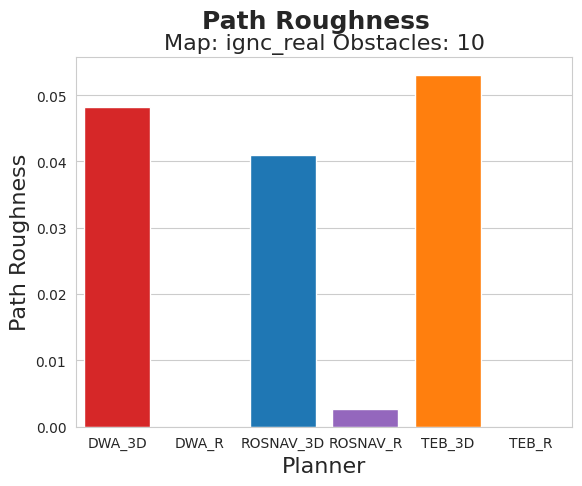 Path Roughness
Map: ignc_real Obstacles: 10
Path Roughness
0.05
0.04
0.03
0.02
0.01
0.00
DWA_3D DWA_R ROSNAV_3D ROSNAV_R TEB_3D TEB_R
Planner